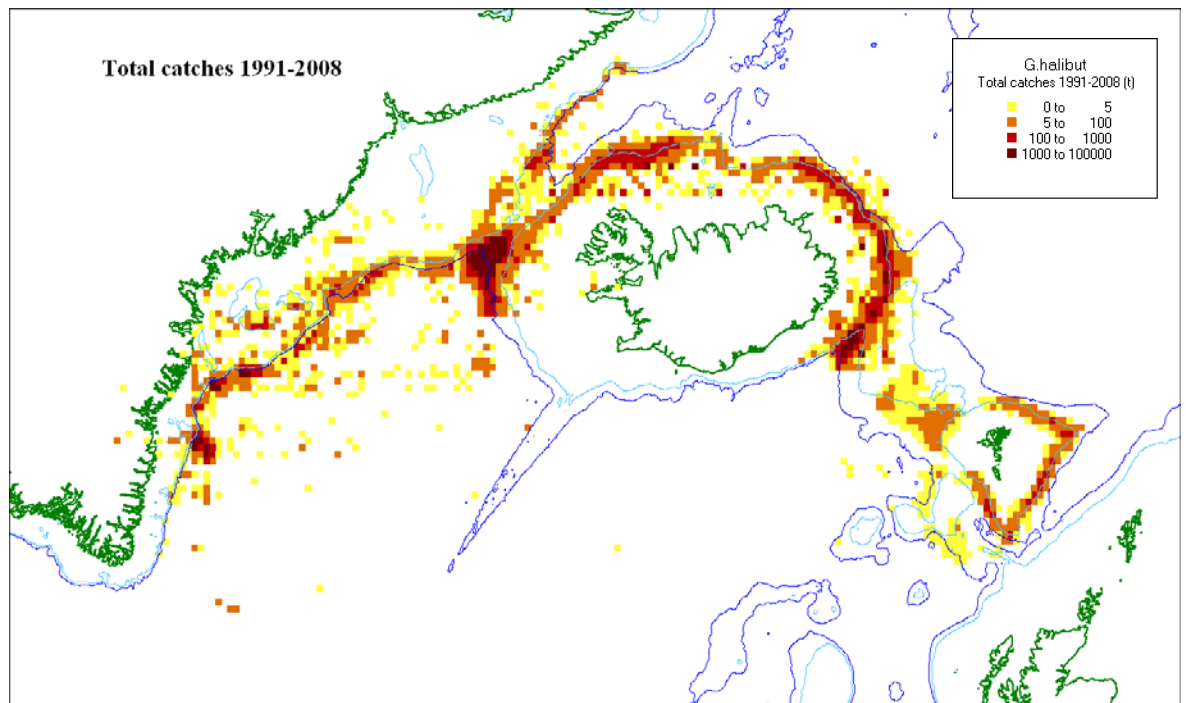 Total catches 1991-2008
G.halibut
Total catches 1991-2008 (t)
0 to 5
5 to 100
100 to 1000
1000 to 100000